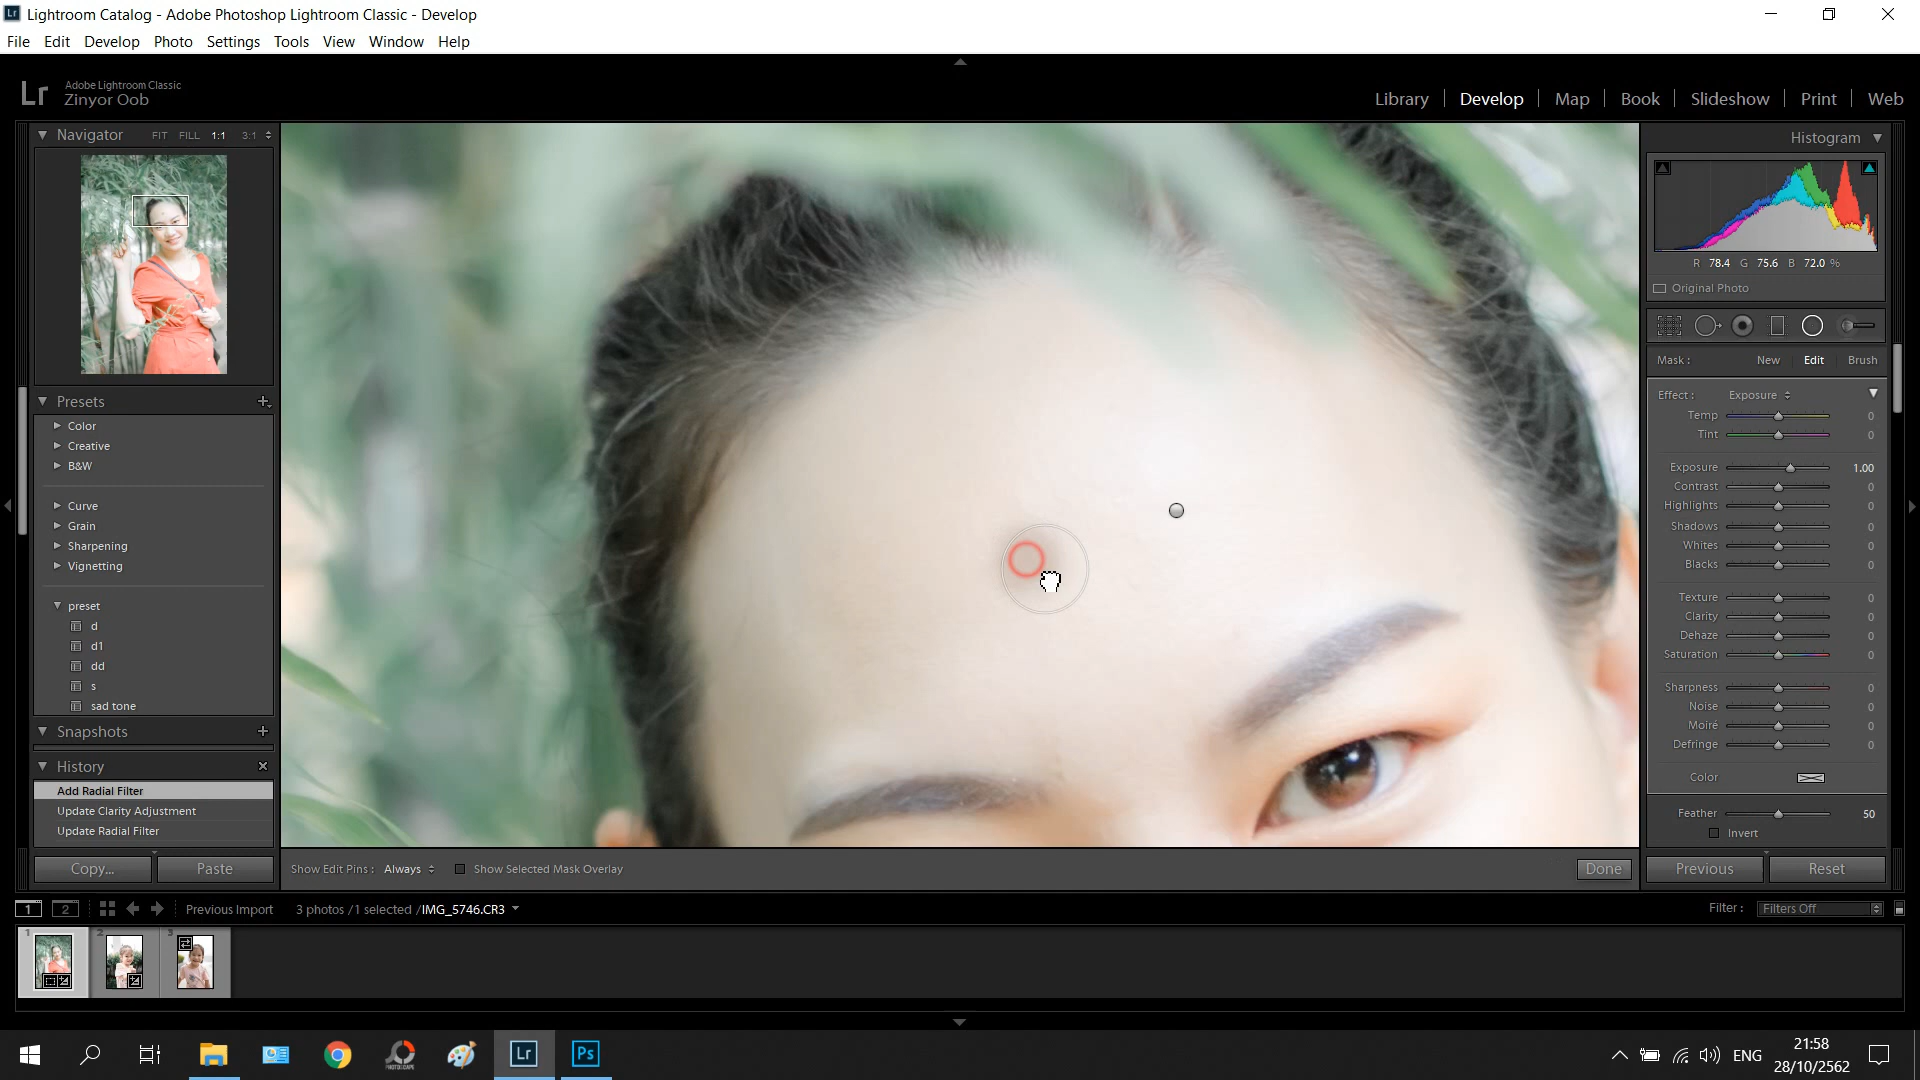 Lightroom Catalog - Adobe Photoshop Lightroom Classic - Develop
File Edit Develop Photo Settings Tools View Window Help
Lr Adobe Lightroom Classic
Zinyor Oob
Library Develop Map Book Slideshow Print Web
Navigator FIT FILL 1:1 3:1
Presets
Color
Creative
B&W
Curve
Grain
Sharpening
Vignetting
preset
d
d1
dd
s
sad tone
Snapshots
History
Add Radial Filter
Update Clarity Adjustment
Update Radial Filter
Copy... Paste
Show Edit Pins : Always Show Selected Mask Overlay Done
Histogram
R 78.4 G 75.6 B 72.0 %
Original Photo
Mask : New Edit Brush
Effect : Exposure
Temp 0
Tint 0
Exposure 1.00
Contrast 0
Highlights 0
Shadows 0
Whites 0
Blacks 0
Texture 0
Clarity 0
Dehaze 0
Saturation 0
Sharpness 0
Noise 0
Moiré 0
Defringe 0
Color
Feather 50
Invert
Previous Reset
1 2 Previous Import 3 photos /1 selected /IMG_5746.CR3 Filter : Filters Off
1 2 3
Lr Ps ENG 21:58
28/10/2562